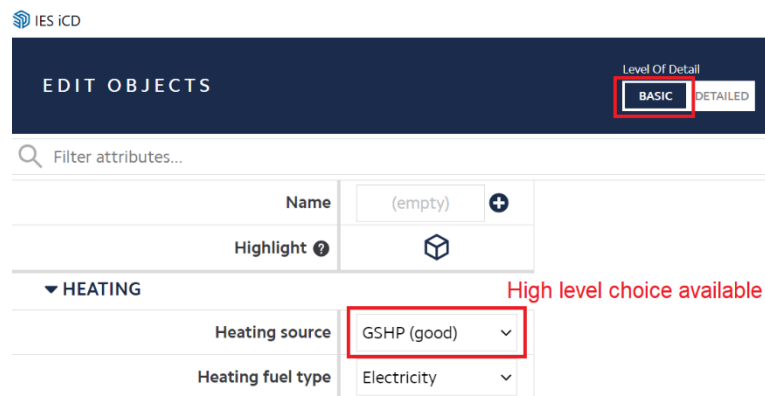 IES iCD
Level Of Detail
EDIT OBJECTS
BASIC DETAILED
Filter attributes...
Name (empty)
Highlight ?
HEATING
High level choice available
Heating source GSHP (good)
Heating fuel type Electricity